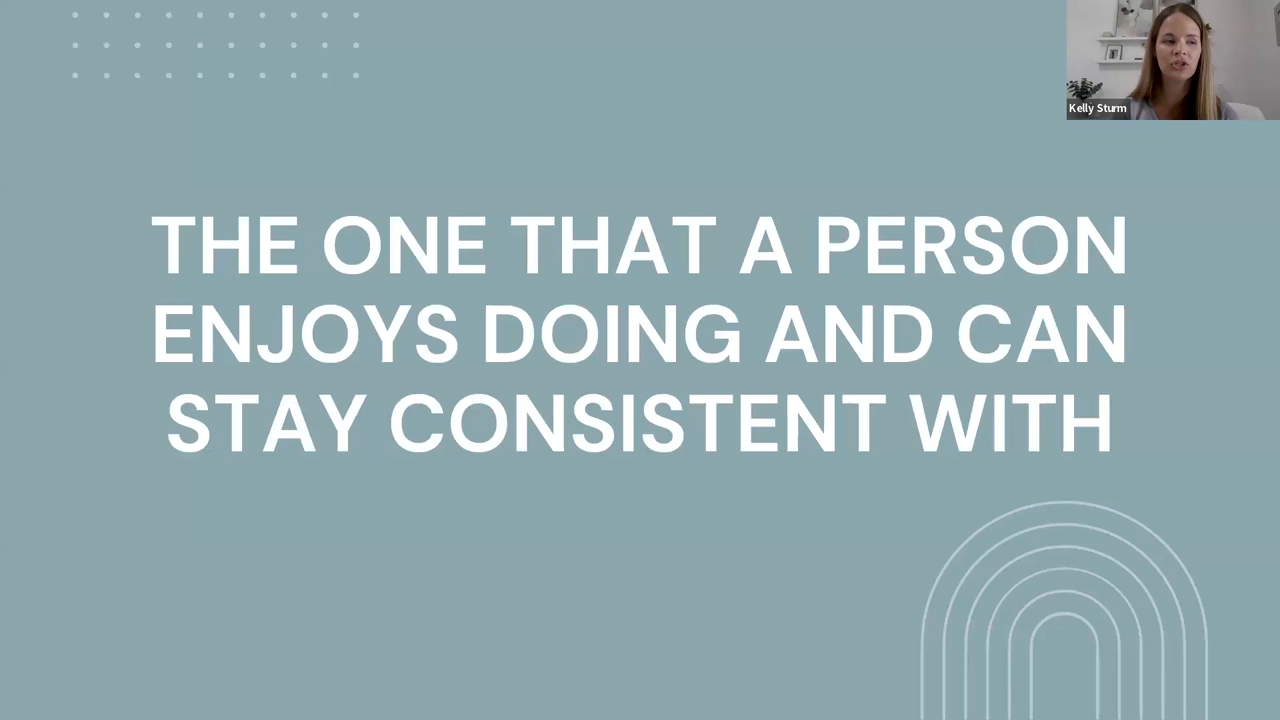 Kelly Sturm
THE ONE THAT A PERSON
ENJOYS DOING AND CAN
STAY CONSISTENT WITH